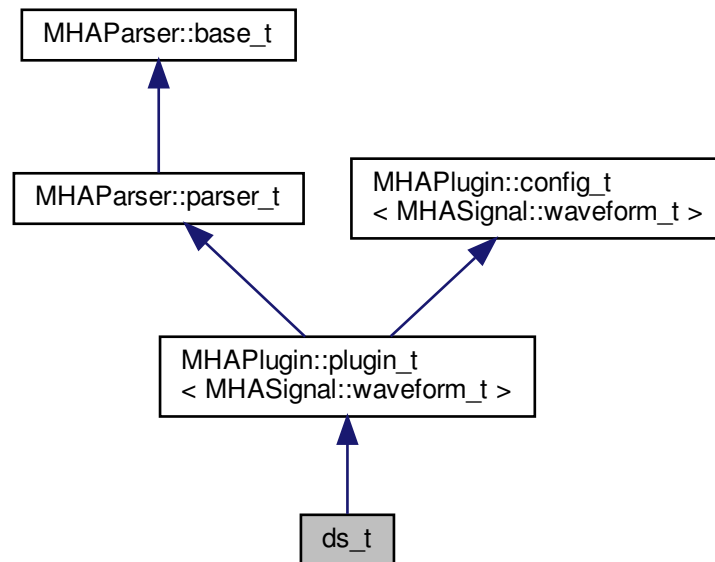 MHAParser::base_t
MHAParser::parser_t
MHAPlugin::config_t
< MHASignal::waveform_t >
MHAPlugin::plugin_t
< MHASignal::waveform_t >
ds_t